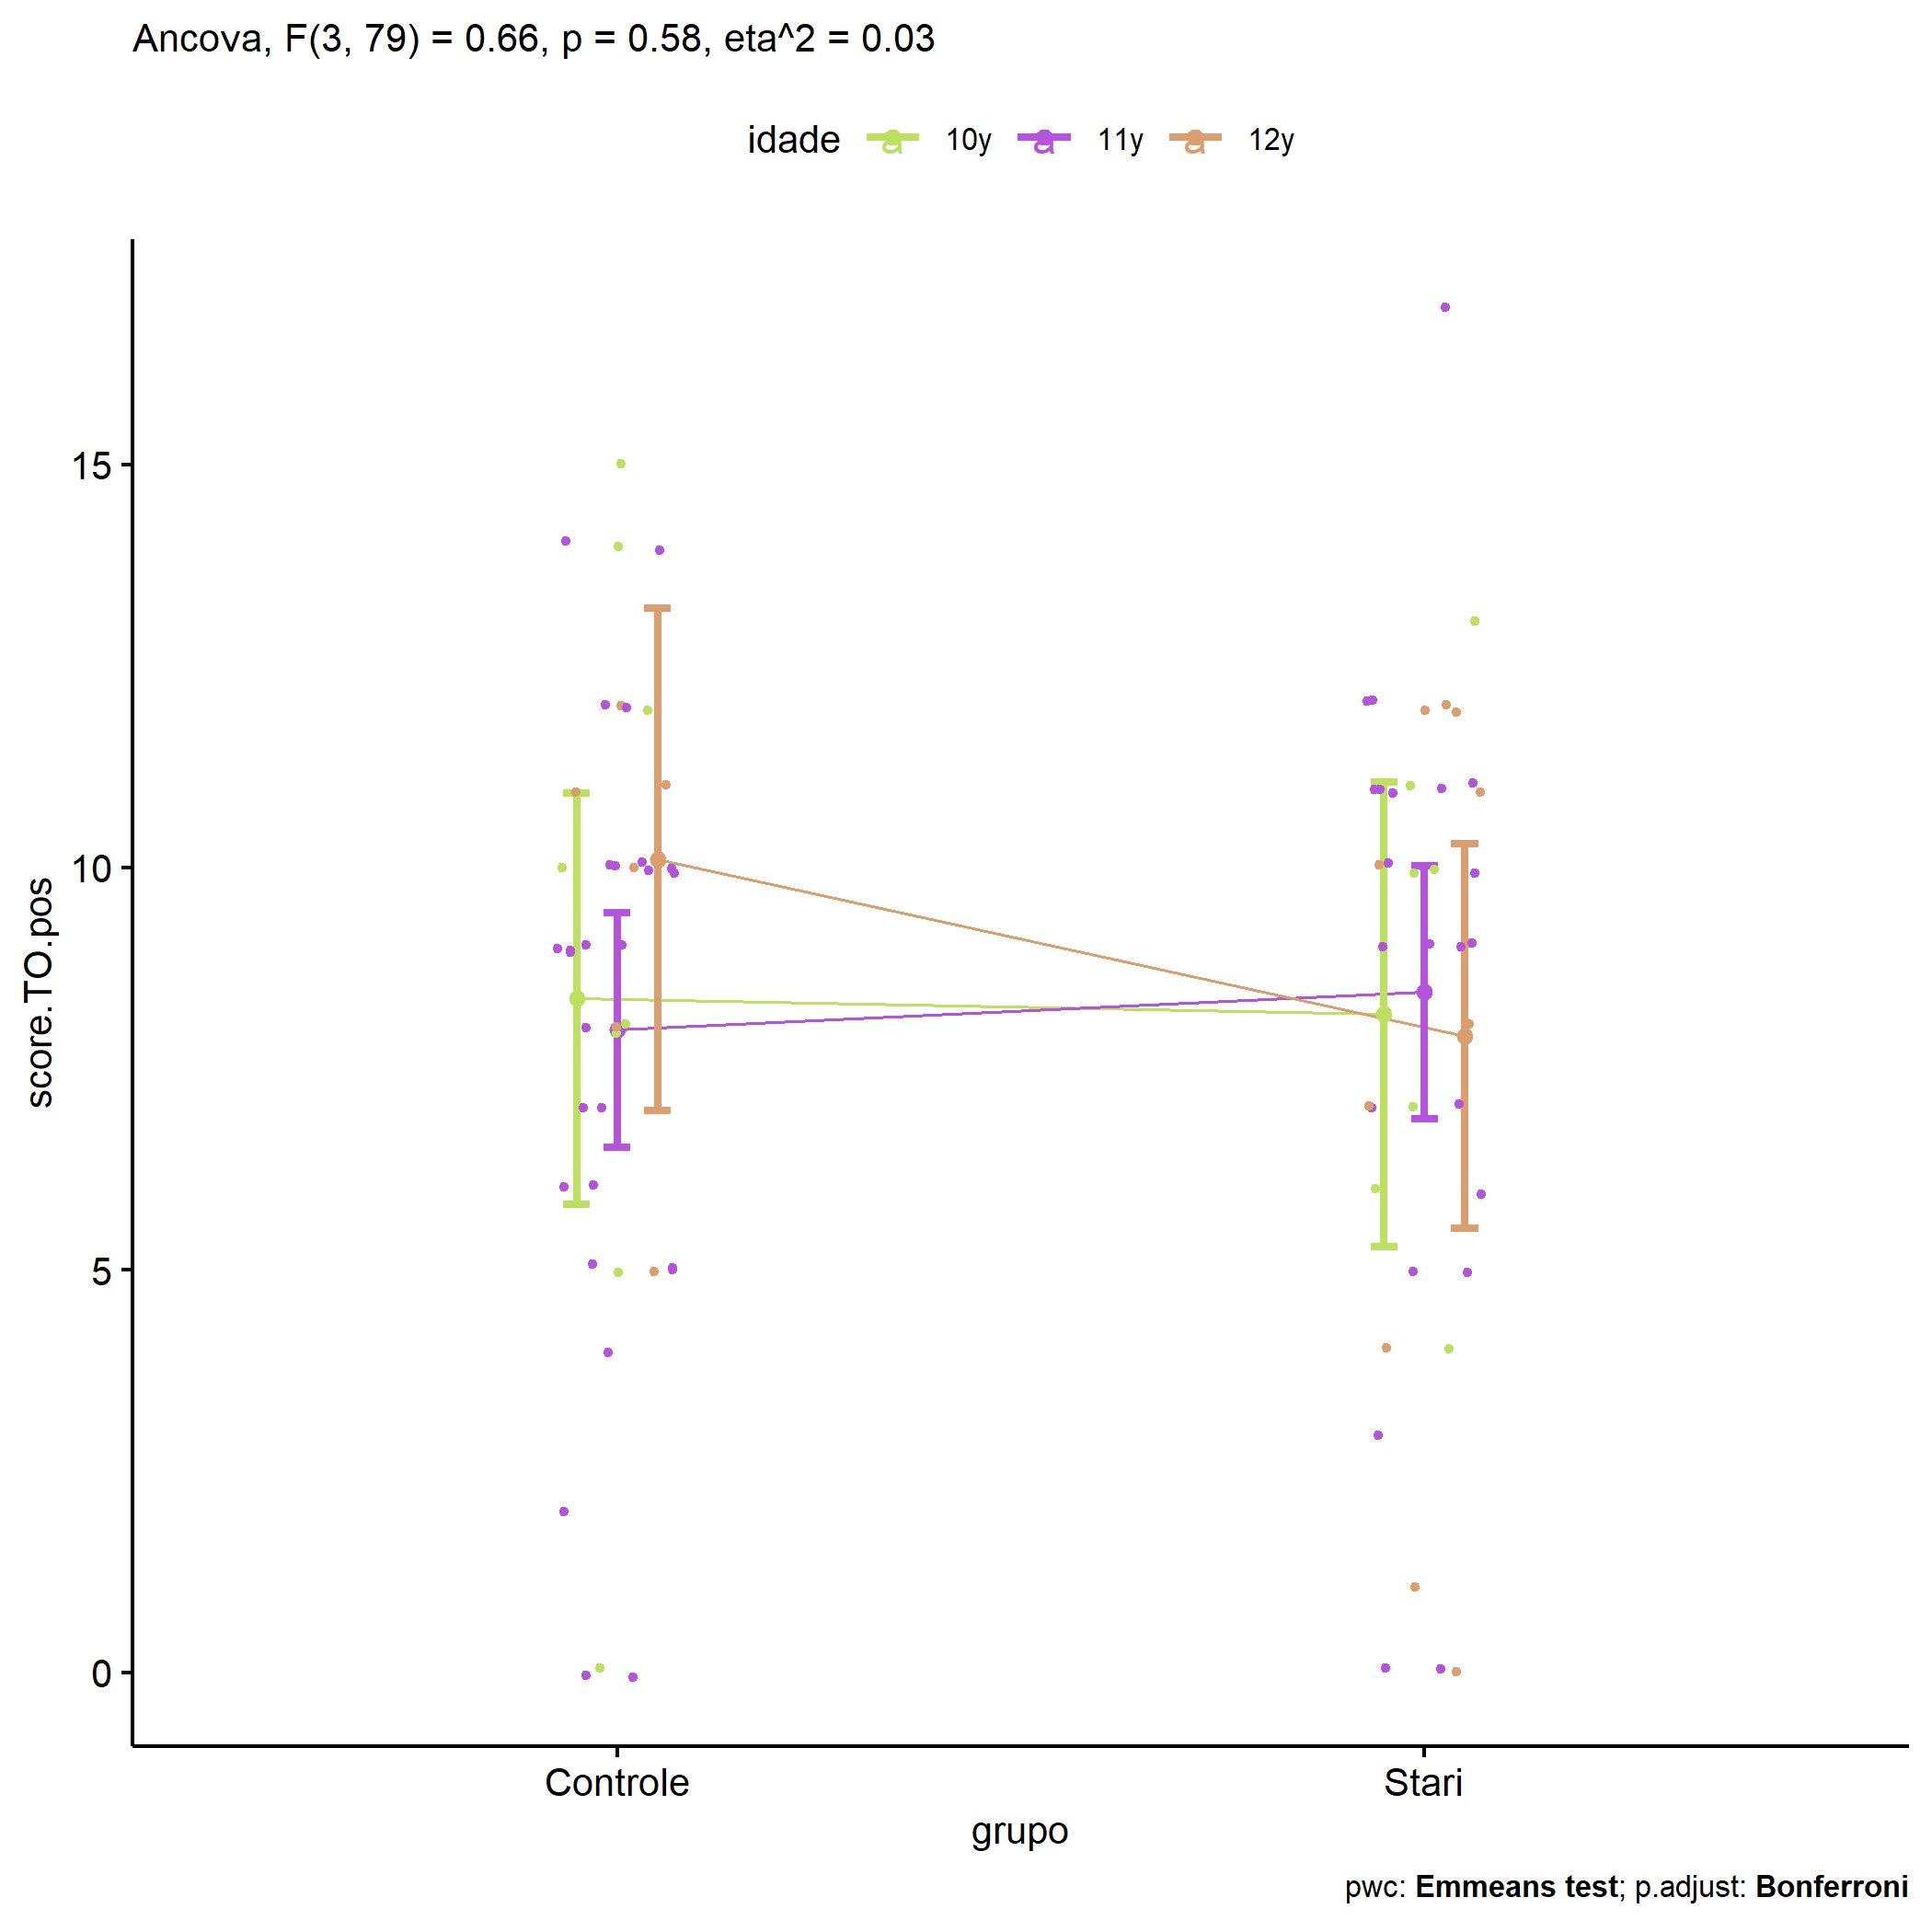 Ancova, F(3, 79) = 0.66, p = 0.58, eta^2 = 0.03
idade a 10y a 11y a 12y
15
10
5
0
score.TO.pos
Controle Stari
grupo
pwc: Emmeans test; p.adjust: Bonferroni